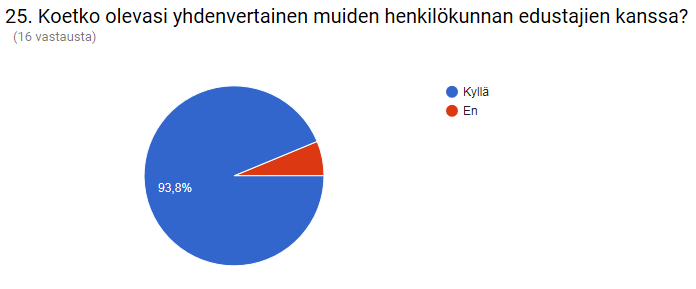 25. Koetko olevasi yhdenvertainen muiden henkilökunnan edustajien kanssa?
(16 vastausta)
Kyllä
En
93,8%